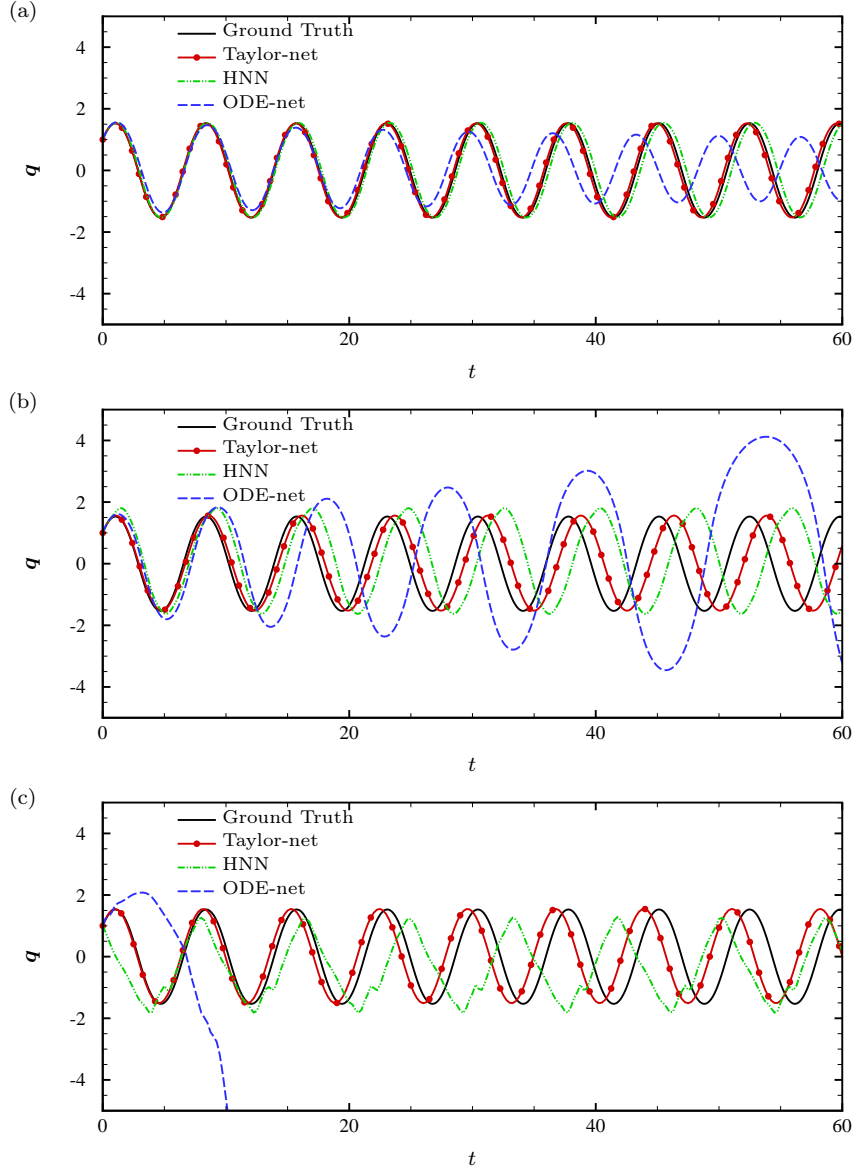 (a)
Ground Truth
Taylor-net
HNN
ODE-net
4
2
0
-2
-4
q
0
20
40
60
t
(b)
Ground Truth
Taylor-net
HNN
ODE-net
4
2
0
-2
-4
q
0
20
40
60
t
(c)
Ground Truth
Taylor-net
HNN
ODE-net
4
2
0
-2
-4
q
0
20
40
60
t